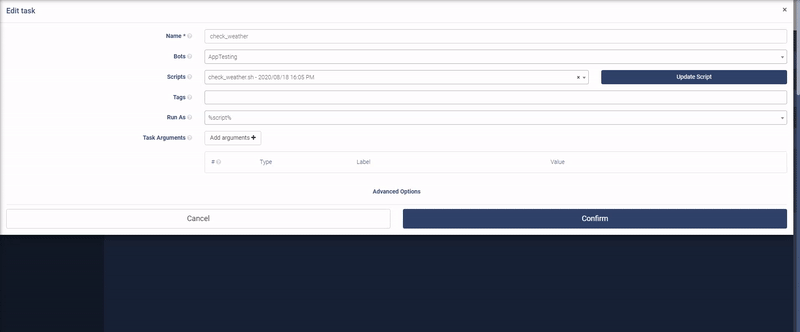 Edit task
×
Name *
check_weather
Bots
AppTesting
Scripts
check_weather.sh - 2020/08/18 16:05 PM
×
Update Script
Tags
Run As
%script%
Task Arguments
Add arguments +
# Type Label Value
Advanced Options
Cancel
Confirm